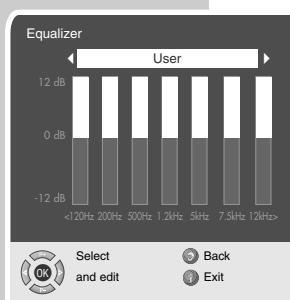 Equalizer
User
12 dB
0 dB
-12 dB
<120Hz 200Hz 500Hz 1.2kHz 5kHz 7.5kHz 12kHz>
Select
and edit
Back
Exit
OK
i